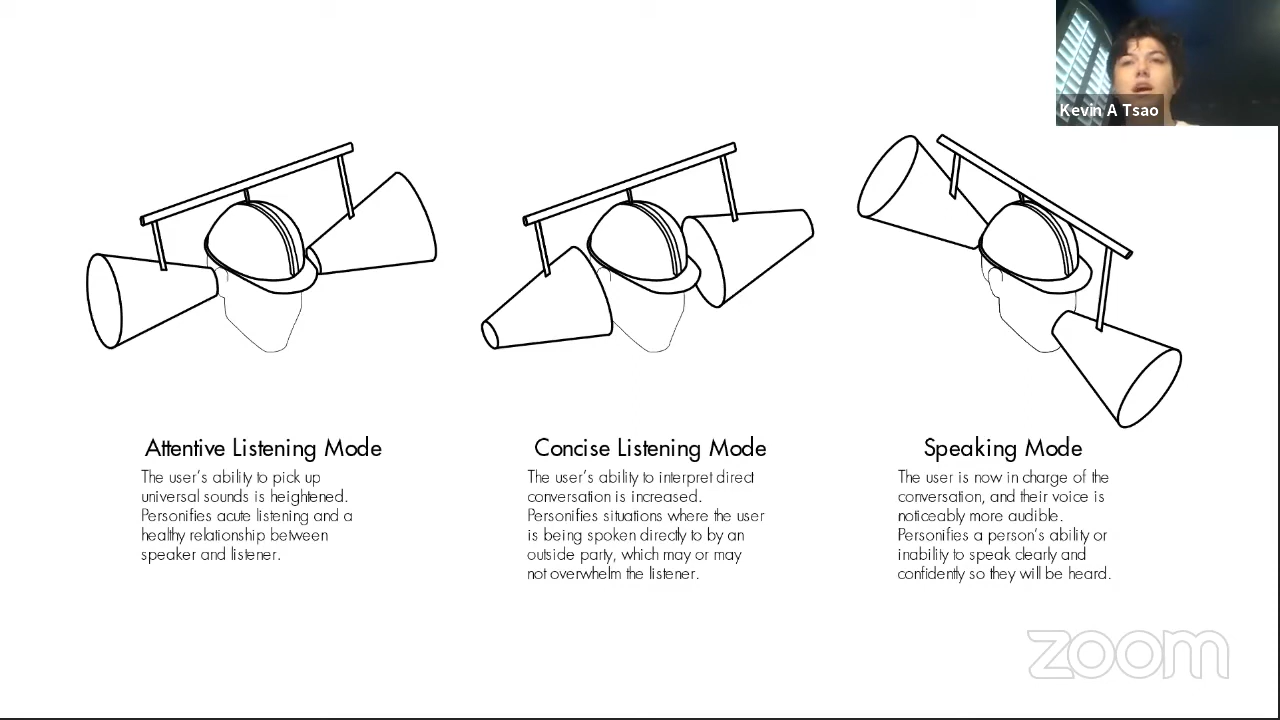 Kevin A Tsao
Attentive Listening Mode
The user's ability to pick up
universal sounds is heightened.
Personifies acute listening and a
healthy relationship between
speaker and listener.
Concise Listening Mode
The user's ability to interpret direct
conversation is increased.
Personifies situations where the user
is being spoken directly to by an
outside party, which may or may
not overwhelm the listener.
Speaking Mode
The user is now in charge of the
conversation, and their voice is
noticeably more audible.
Personifies a person's ability or
inability to speak clearly and
confidently so they will be heard.
zoom